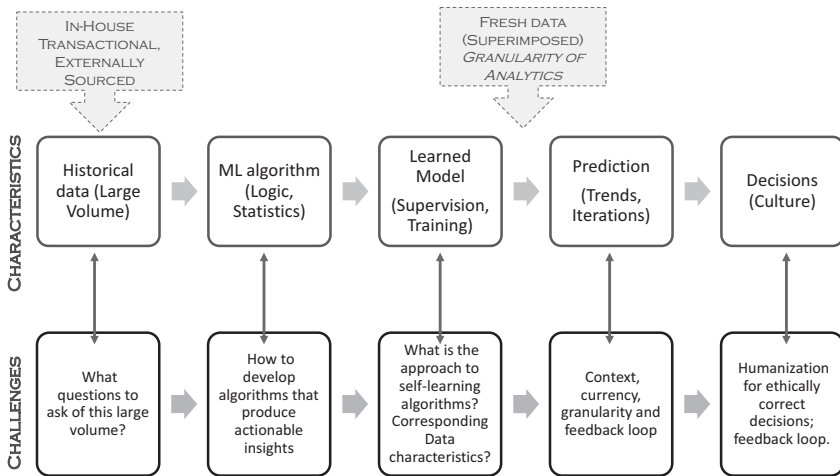 IN-HOUSE
TRANSACTIONAL,
EXTERNALLY
SOURCED
FRESH DATA
(SUPERIMPOSED)
GRANULARITY OF
ANALYTICS
CHARACTERISTICS
Historical
data (Large
Volume)
ML algorithm
(Logic,
Statistics)
Learned
Model
(Supervision,
Training)
Prediction
(Trends,
Iterations)
Decisions
(Culture)
CHALLENGES
What
questions to
ask of this large
volume?
How to
develop
algorithms that
produce
actionable
insights
What is the
approach to
self-learning
algorithms?
Corresponding
Data
characteristics?
Context,
currency,
granularity and
feedback loop
Humanization
for ethically
correct
decisions;
feedback loop.